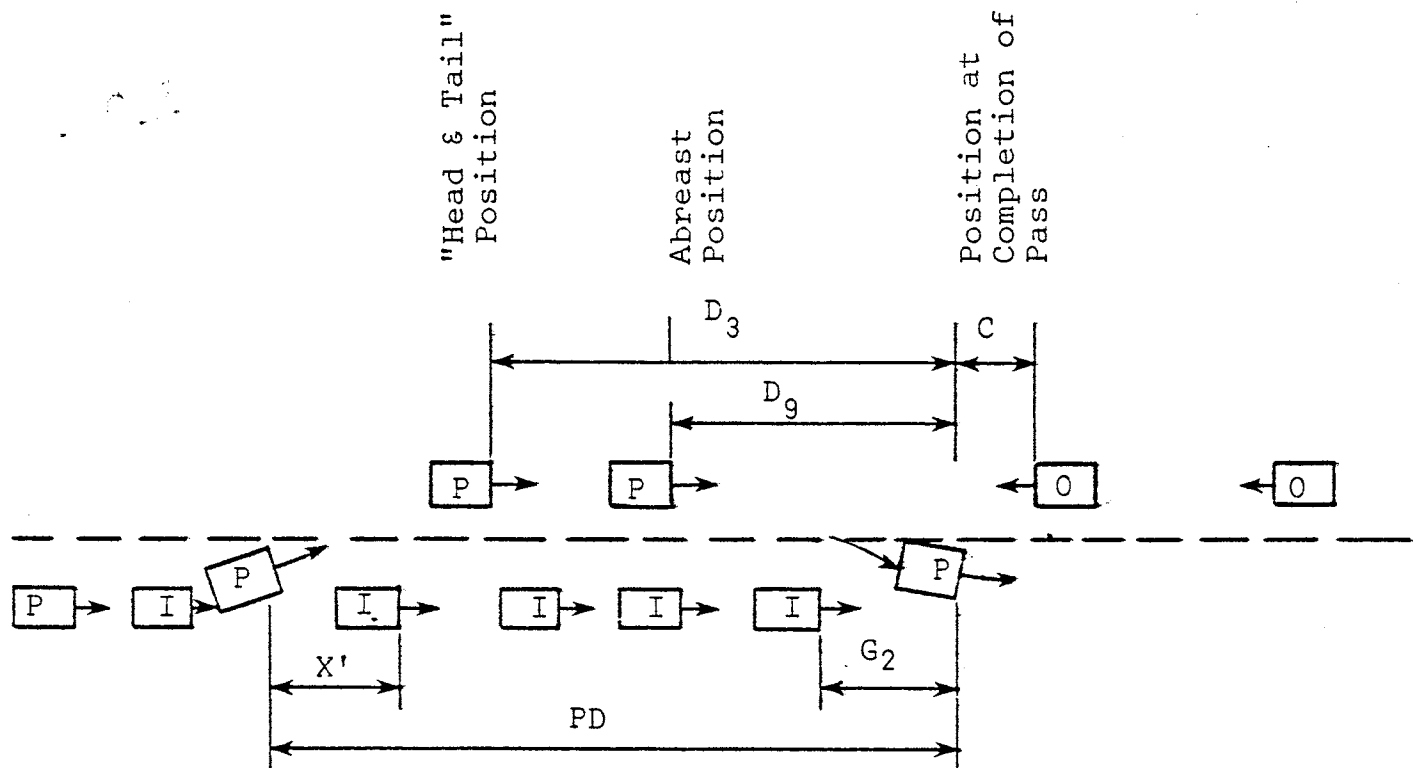 "Head & Tail"
Position
Abreast
Position
Position at
Completion of
Pass
D3
C
D9
P
P
O
O
P
P
P
I
I
I
I
I
X'
G2
PD